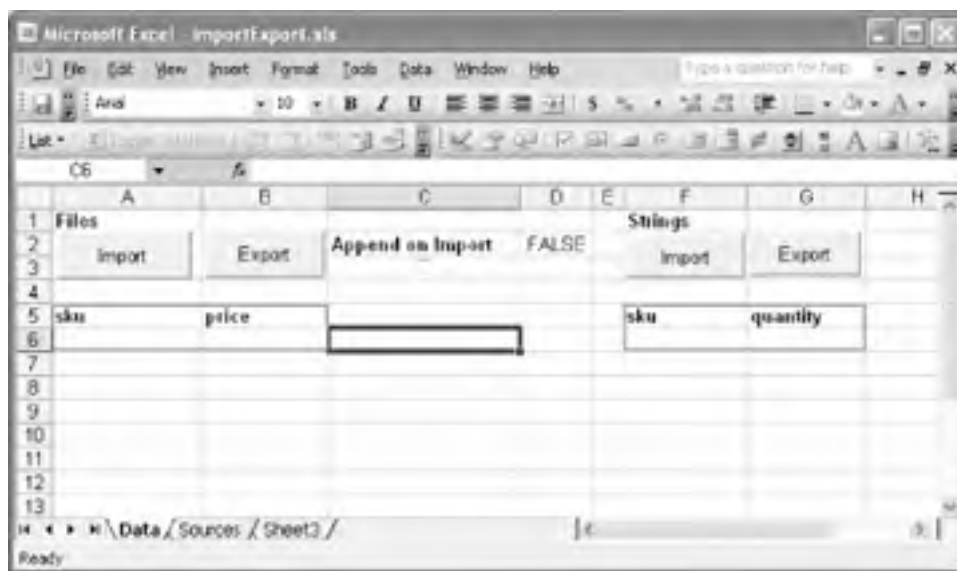 Microsoft Excel - importExport.xls
File Edit View Insert Format Tools Data Window Help Type a question for help
Arial 10 B I U $ %
List
C6 fx
A B C D E F G H
1 Files Strings
2 Import Export Append on Import FALSE Import Export
3
4
5 sku price sku quantity
6
7
8
9
10
11
12
13
Data Sources Sheet3
Ready